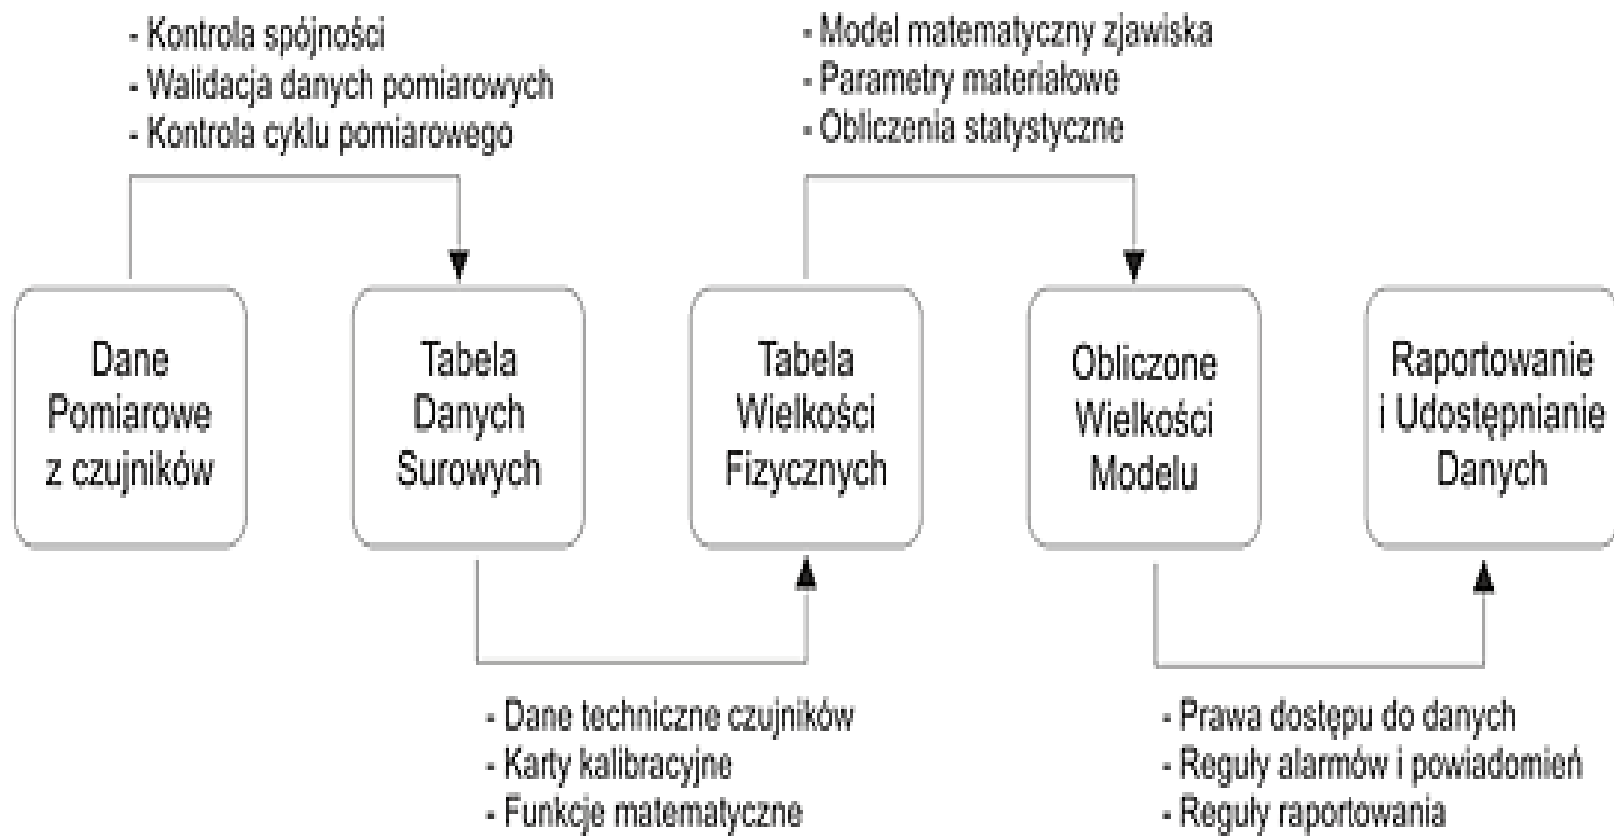 - Kontrola spójności
- Walidacja danych pomiarowych
- Kontrola cyklu pomiarowego
- Model matematyczny zjawiska
- Parametry materiałowe
- Obliczenia statystyczne
Dane
Pomiarowe
z czujników
Tabela
Danych
Surowych
Tabela
Wielkości
Fizycznych
Obliczone
Wielkości
Modelu
Raportowanie
i Udostępnianie
Danych
- Dane techniczne czujników
- Karty kalibracyjne
- Funkcje matematyczne
- Prawa dostępu do danych
- Reguły alarmów i powiadomień
- Reguły raportowania